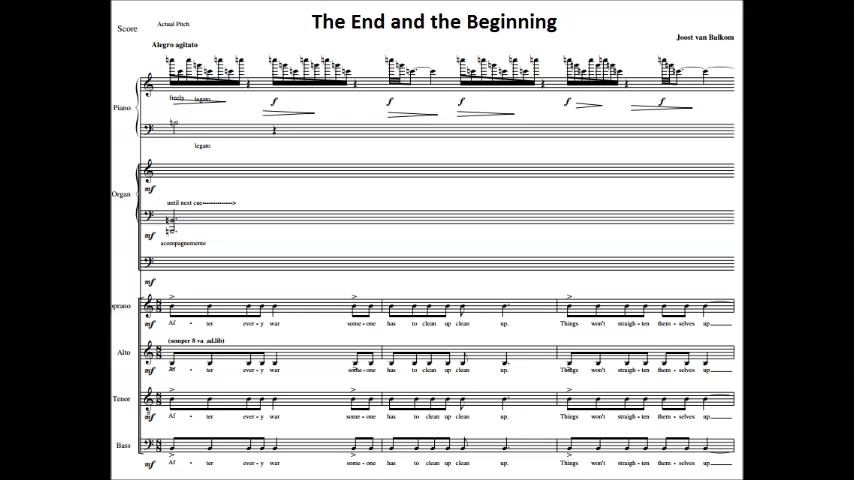 The End and the Beginning
Actual Pitch
Score
Joost van Balkom
Alegro agitato
freely legato
Piano
f f f f f
legato
mf
Organ
until next cue--------------->
mf
acompagnemente
mf
oprano
mf Af - ter ever - y war some - one has to clean up clean up. Things won't straigh - ten them - selves up
(semper 8 va ad.lib)
Alto
mf Af - ter ever - y war some - one has to clean up clean up. Things won't straigh - ten them - selves up
Tenor
mf Af - ter ever - y war some - one has to clean up clean up. Things won't straigh - ten them - selves up
Bass
mf Af - ter ever - y war some - one has to clean up clean up. Things won't straigh - ten them - selves up